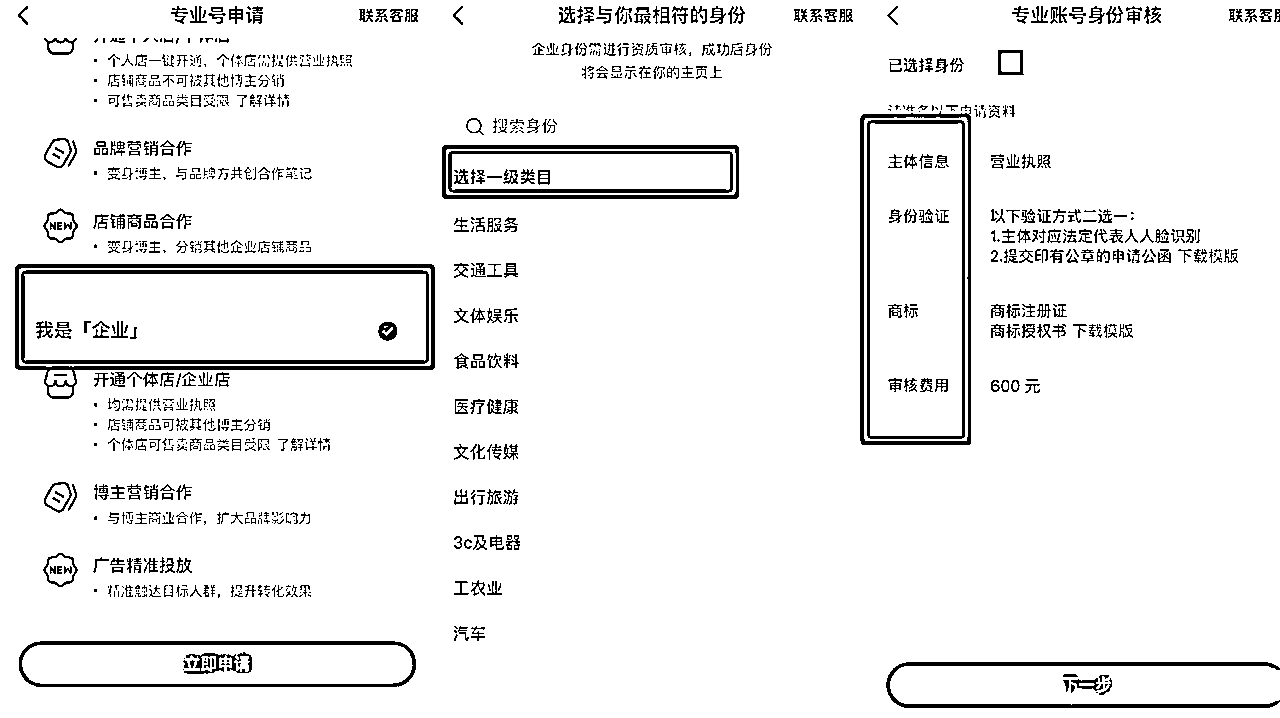 专业号申请
联系客服
开通个人店/个体店
• 个人店一键开通，个体店需提供营业执照
• 店铺商品不可被其他博主分销
• 可售卖商品类目受限 了解详情
品牌营销合作
• 变身博主，与品牌方共创合作笔记
NEW
店铺商品合作
• 变身博主，分销其他企业店铺商品
我是「企业」
开通个体店/企业店
• 均需提供营业执照
• 店铺商品可被其他博主分销
• 个体店可售卖商品类目受限 了解详情
博主营销合作
• 与博主商业合作，扩大品牌影响力
NEW
广告精准投放
• 精准触达目标人群，提升转化效果
立即申请
选择与你最相符的身份
联系客服
企业身份需进行资质审核，成功后身份
将会显示在你的主页上
搜索身份
选择一级类目
生活服务
交通工具
文体娱乐
食品饮料
医疗健康
文化传媒
出行旅游
3c及电器
工农业
汽车
专业账号身份审核
联系客服
已选择身份
请准备以下申请资料
主体信息 营业执照
身份验证 以下验证方式二选一：
1.主体对应法定代表人人脸识别
2.提交印有公章的申请公函 下载模版
商标 商标注册证
商标授权书 下载模版
审核费用 600 元
下一步